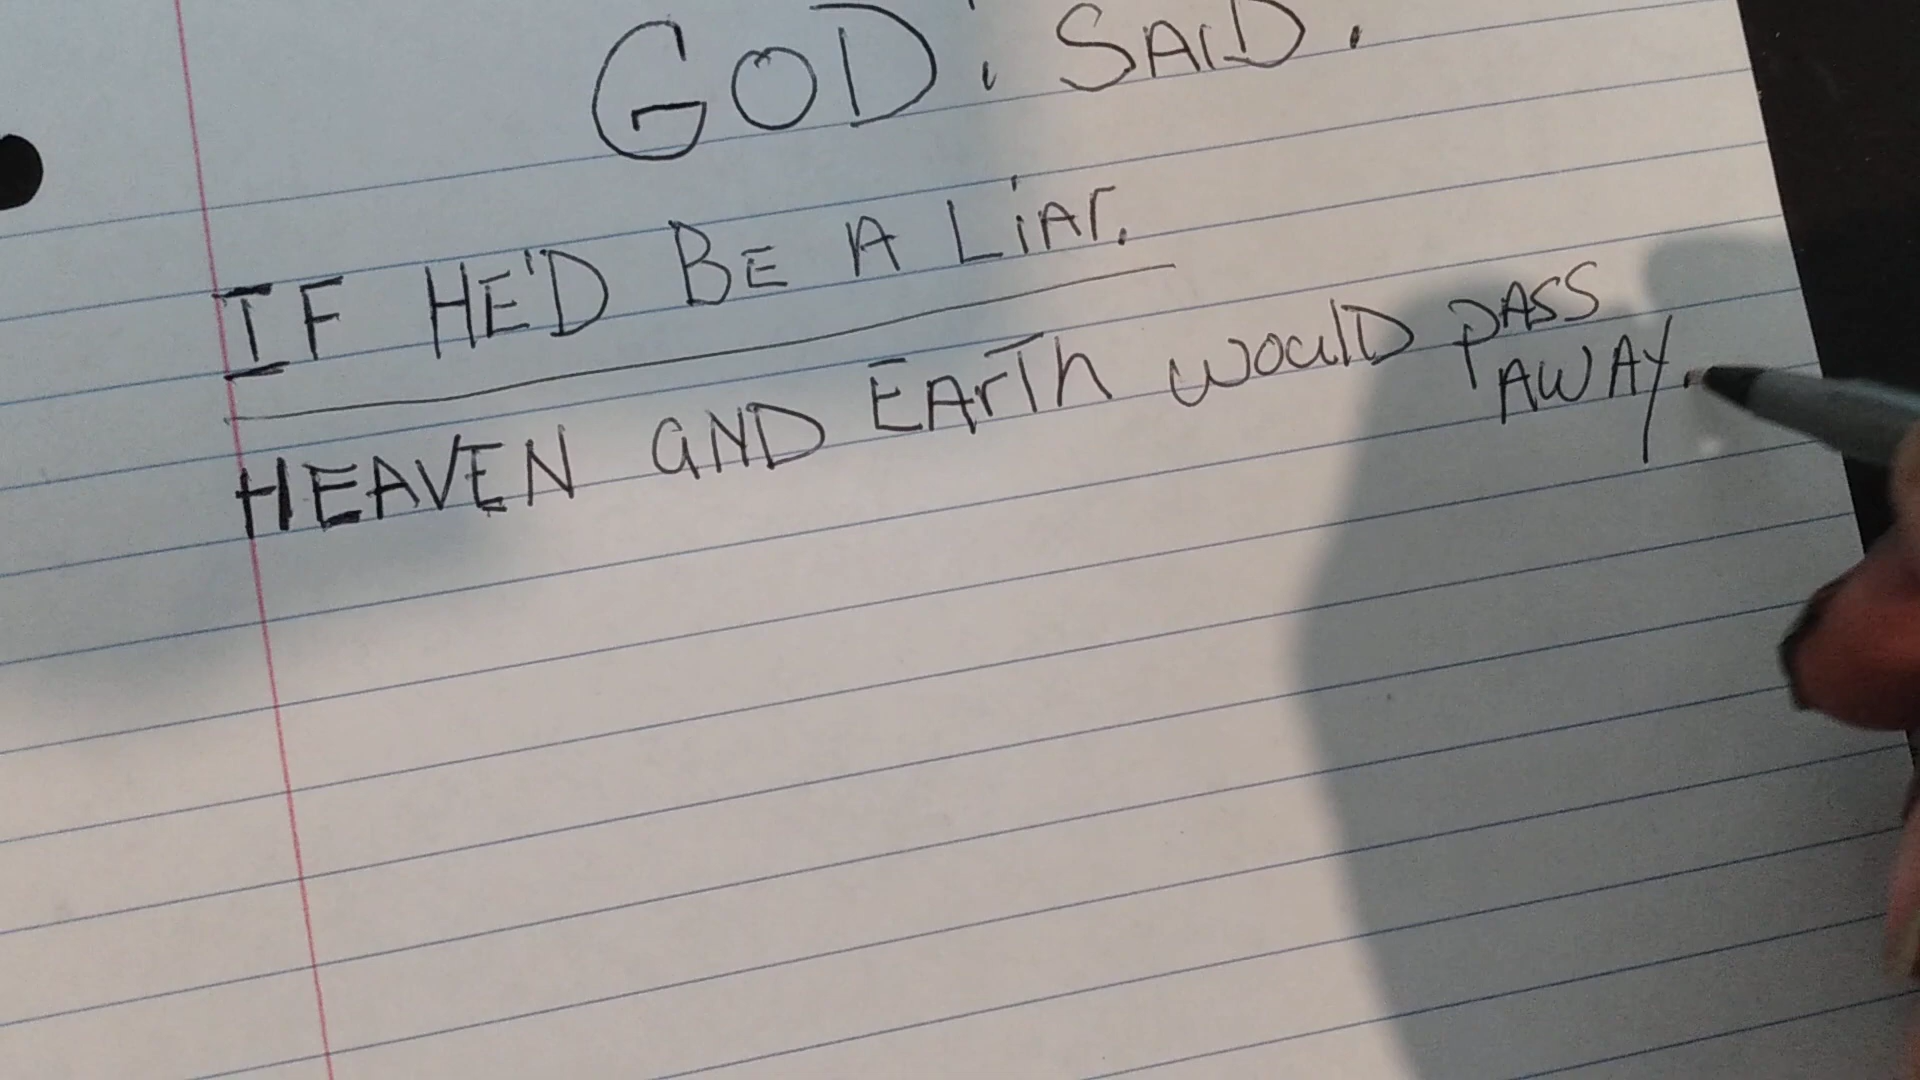 GOD: SAID.
IF HE'D BE A LiAr.
HEAVEN aND EArTh would pASS
AWAY.